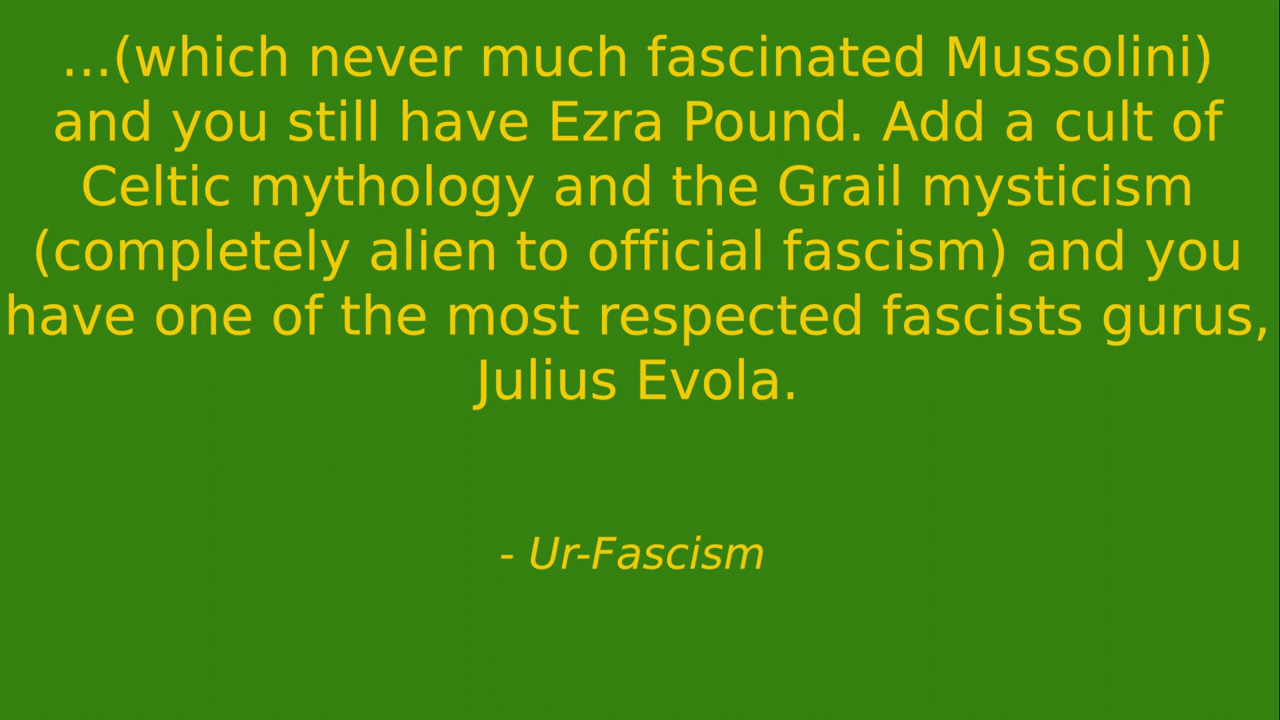 ...(which never much fascinated Mussolini)
and you still have Ezra Pound. Add a cult of
Celtic mythology and the Grail mysticism
(completely alien to official fascism) and you
have one of the most respected fascists gurus,
Julius Evola.
- Ur-Fascism